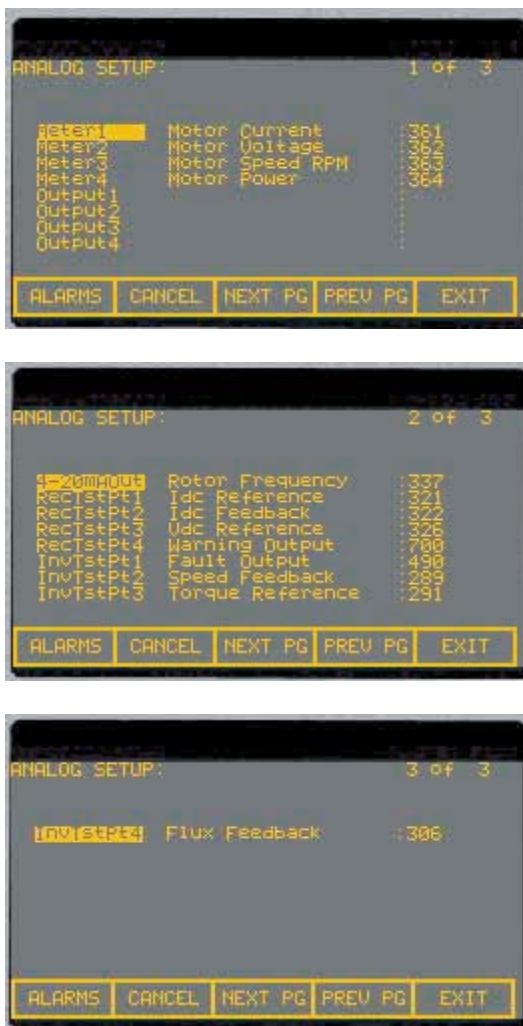 ANALOG SETUP: 1 of 3
Meter1 Motor Current :361
Meter2 Motor Voltage :362
Meter3 Motor Speed RPM :363
Meter4 Motor Power :364
Output1 :
Output2 :
Output3 :
Output4 :
ALARMS CANCEL NEXT PG PREV PG EXIT
ANALOG SETUP: 2 of 3
4-20mAOut Rotor Frequency :337
RecTstPt1 Idc Reference :321
RecTstPt2 Idc Feedback :322
RecTstPt3 Vdc Reference :326
RecTstPt4 Warning Output :700
InvTstPt1 Fault Output :490
InvTstPt2 Speed Feedback :289
InvTstPt3 Torque Reference :291
ALARMS CANCEL NEXT PG PREV PG EXIT
ANALOG SETUP: 3 of 3
InvTstPt4 Flux Feedback :306
ALARMS CANCEL NEXT PG PREV PG EXIT